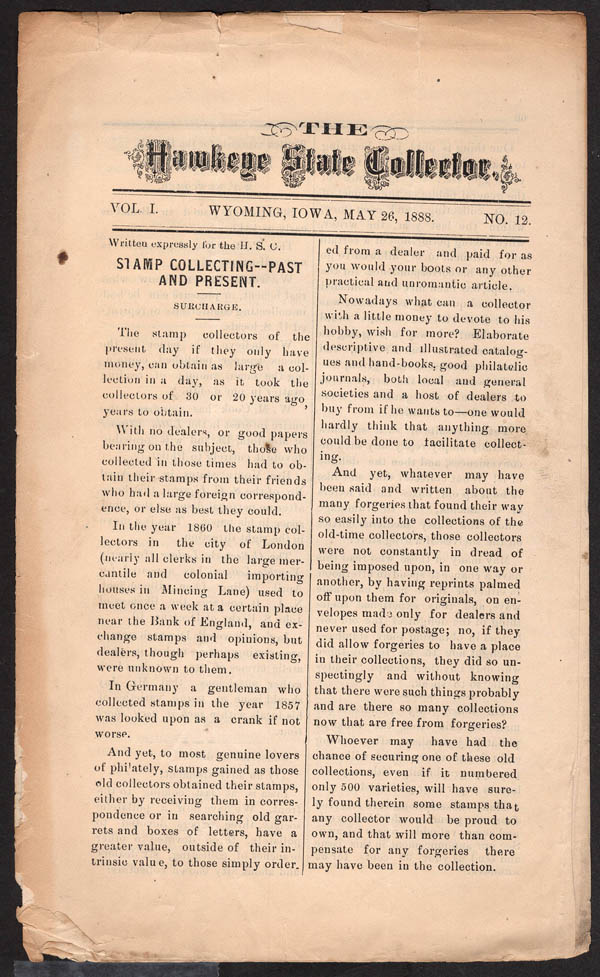 THE
Hawkeye State Collector.
VOL. I. WYOMING, IOWA, MAY 26, 1888. NO. 12.
Written expressly for the H. S. C.
STAMP COLLECTING--PAST
AND PRESENT.
SURCHARGE.
The stamp collectors of the
present day if they only have
money, can obtain as large a col-
lection in a day, as it took the
collectors of 30 or 20 years ago,
years to obtain.
With no dealers, or good papers
bearing on the subject, those who
collected in those times had to ob-
tain their stamps from their friends
who had a large foreign correspond-
ence, or else as best they could.
In the year 1860 the stamp col-
lectors in the city of London
(nearly all clerks in the large mer-
cantile and colonial importing
houses in Mincing Lane) used to
meet once a week at a certain place
near the Bank of England, and ex-
change stamps and opinions, but
dealers, though perhaps existing,
were unknown to them.
In Germany a gentleman who
collected stamps in the year 1857
was looked upon as a crank if not
worse.
And yet, to most genuine lovers
of philately, stamps gained as those
old collectors obtained their stamps,
either by receiving them in corres-
pondence or in searching old gar-
rets and boxes of letters, have a
greater value, outside of their in-
trinsic value, to those simply order-
ed from a dealer and paid for as
you would your boots or any other
practical and unromantic article.
Nowadays what can a collector
with a little money to devote to his
hobby, wish for more? Elaborate
descriptive and illustrated catalog-
ues and hand-books, good philatelic
journals, both local and general
societies and a host of dealers to
buy from if he wants to—one would
hardly think that anything more
could be done to facilitate collect-
ing.
And yet, whatever may have
been said and written about the
many forgeries that found their way
so easily into the collections of the
old-time collectors, those collectors
were not constantly in dread of
being imposed upon, in one way or
another, by having reprints palmed
off upon them for originals, on en-
velopes made only for dealers and
never used for postage; no, if they
did allow forgeries to have a place
in their collections, they did so un-
spectingly and without knowing
that there were such things probably
and are there so many collections
now that are free from forgeries?
Whoever may have had the
chance of securing one of these old
collections, even if it numbered
only 500 varieties, will have sure-
ly found therein some stamps that
any collector would be proud to
own, and that will more than com-
pensate for any forgeries there
may have been in the collection.